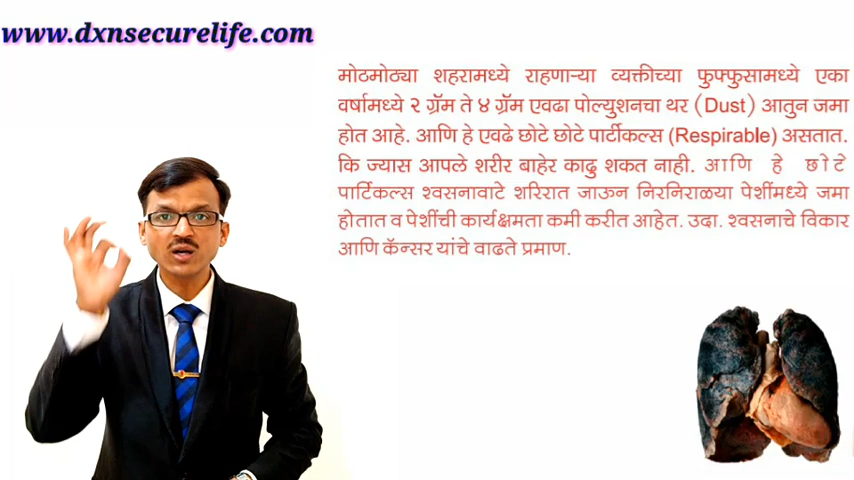 www.dxnsecurelife.com
मोठमोठ्या शहरामध्ये राहणाऱ्या व्यक्तीच्या फुफ्फुसामध्ये एका
वर्षामध्ये २ ग्रॅम ते ४ ग्रॅम एवढा पोल्युशनचा थर (Dust) आतुन जमा
होत आहे. आणि हे एवढे छोटे छोटे पार्टीकल्स (Respirable) असतात.
कि ज्यास आपले शरीर बाहेर काढु शकत नाही. आणि हे छोटे
पार्टिकल्स श्वसनावाटे शरिरात जाऊन निरनिराळया पेशींमध्ये जमा
होतात व पेशींची कार्यक्षमता कमी करीत आहेत. उदा. श्वसनाचे विकार
आणि कॅन्सर यांचे वाढते प्रमाण.